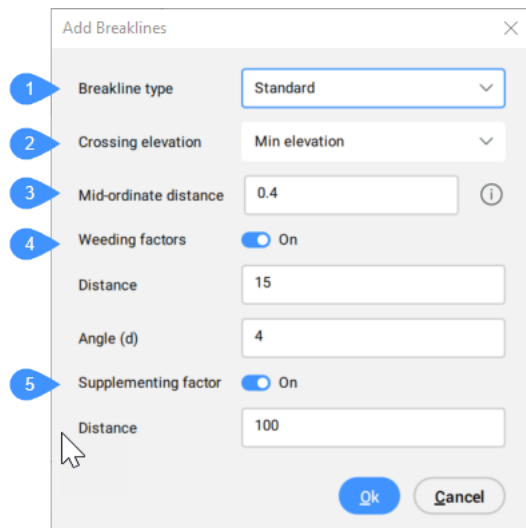 Add Breaklines
1 Breakline type Standard
2 Crossing elevation Min elevation
3 Mid-ordinate distance 0.4 i
4 Weeding factors On
Distance 15
Angle (d) 4
5 Supplementing factor On
Distance 100
Ok Cancel